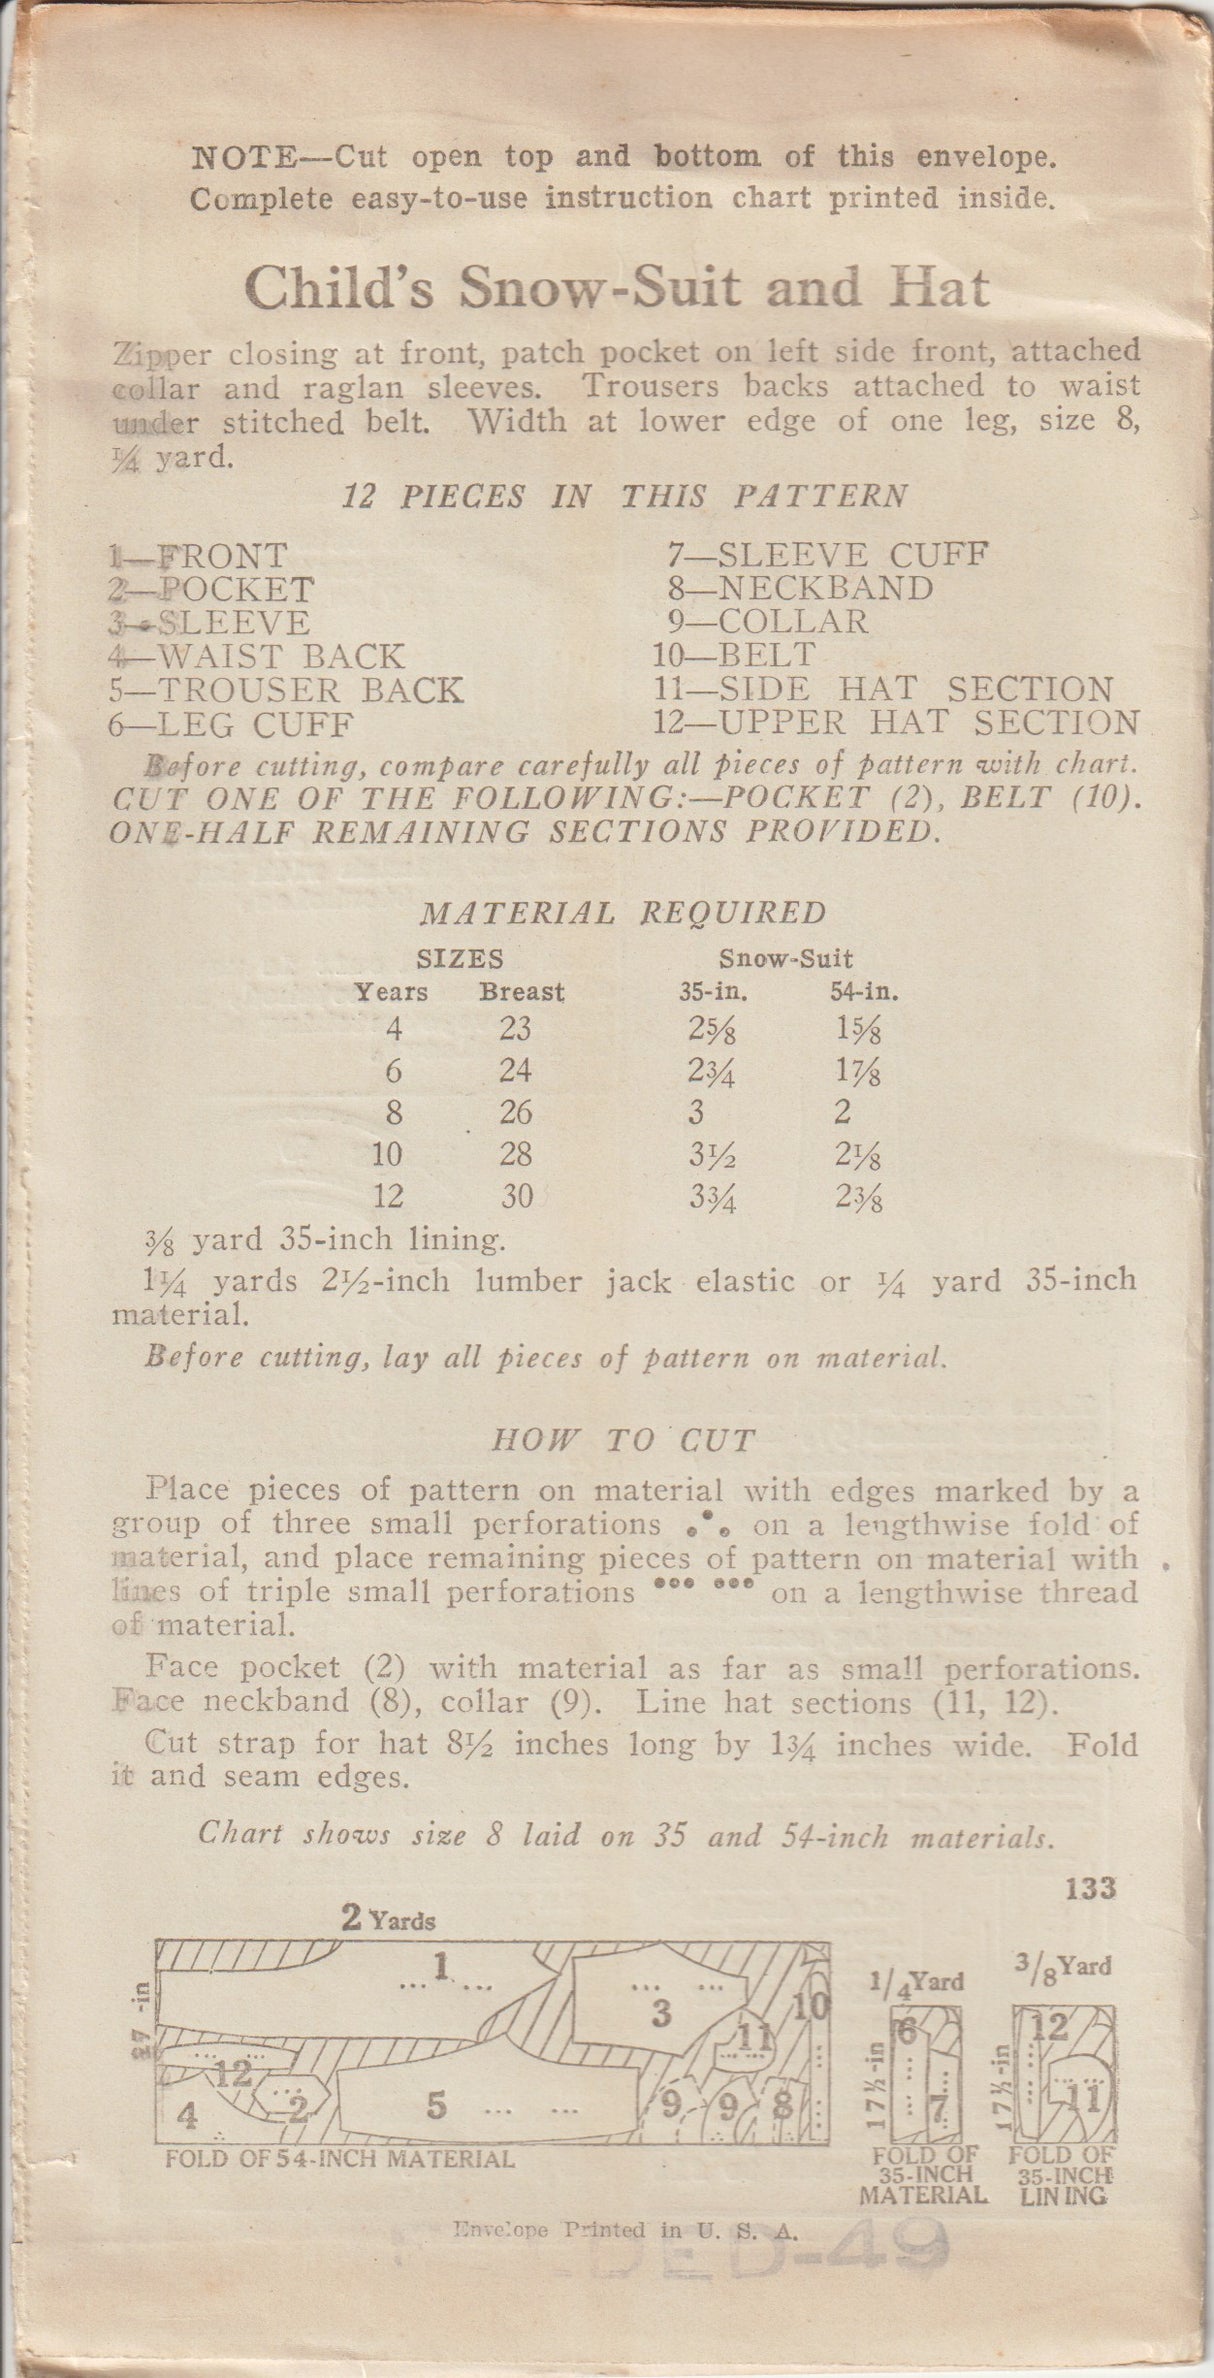 NOTE—Cut open top and bottom of this envelope.
Complete easy-to-use instruction chart printed inside.
Child's Snow-Suit and Hat
Zipper closing at front, patch pocket on left side front, attached
collar and raglan sleeves. Trousers backs attached to waist
under stitched belt. Width at lower edge of one leg, size 8,
¼ yard.
12 PIECES IN THIS PATTERN
1—FRONT
2—POCKET
3—SLEEVE
4—WAIST BACK
5—TROUSER BACK
6—LEG CUFF
7—SLEEVE CUFF
8—NECKBAND
9—COLLAR
10—BELT
11—SIDE HAT SECTION
12—UPPER HAT SECTION
Before cutting, compare carefully all pieces of pattern with chart.
CUT ONE OF THE FOLLOWING:—POCKET (2), BELT (10).
ONE-HALF REMAINING SECTIONS PROVIDED.
MATERIAL REQUIRED
SIZES Snow-Suit
Years Breast 35-in. 54-in.
4 23 2⅝ 1⅝
6 24 2¾ 1⅞
8 26 3 2
10 28 3½ 2⅛
12 30 3¾ 2⅜
⅜ yard 35-inch lining.
1¼ yards 2½-inch lumber jack elastic or ¼ yard 35-inch
material.
Before cutting, lay all pieces of pattern on material.
HOW TO CUT
Place pieces of pattern on material with edges marked by a
group of three small perforations on a lengthwise fold of
material, and place remaining pieces of pattern on material with
lines of triple small perforations ••• ••• on a lengthwise thread
of material.
Face pocket (2) with material as far as small perforations.
Face neckband (8), collar (9). Line hat sections (11, 12).
Cut strap for hat 8½ inches long by 1¾ inches wide. Fold
it and seam edges.
Chart shows size 8 laid on 35 and 54-inch materials.
133
2 Yards
27-in
1
3
10
11
12
2
4
5
9
9
8
FOLD OF 54-INCH MATERIAL
1/4 Yard
17½-in
6
7
FOLD OF
35-INCH
MATERIAL
3/8 Yard
17½-in
12
11
FOLD OF
35-INCH
LINING
Envelope Printed in U. S. A.
DED-49